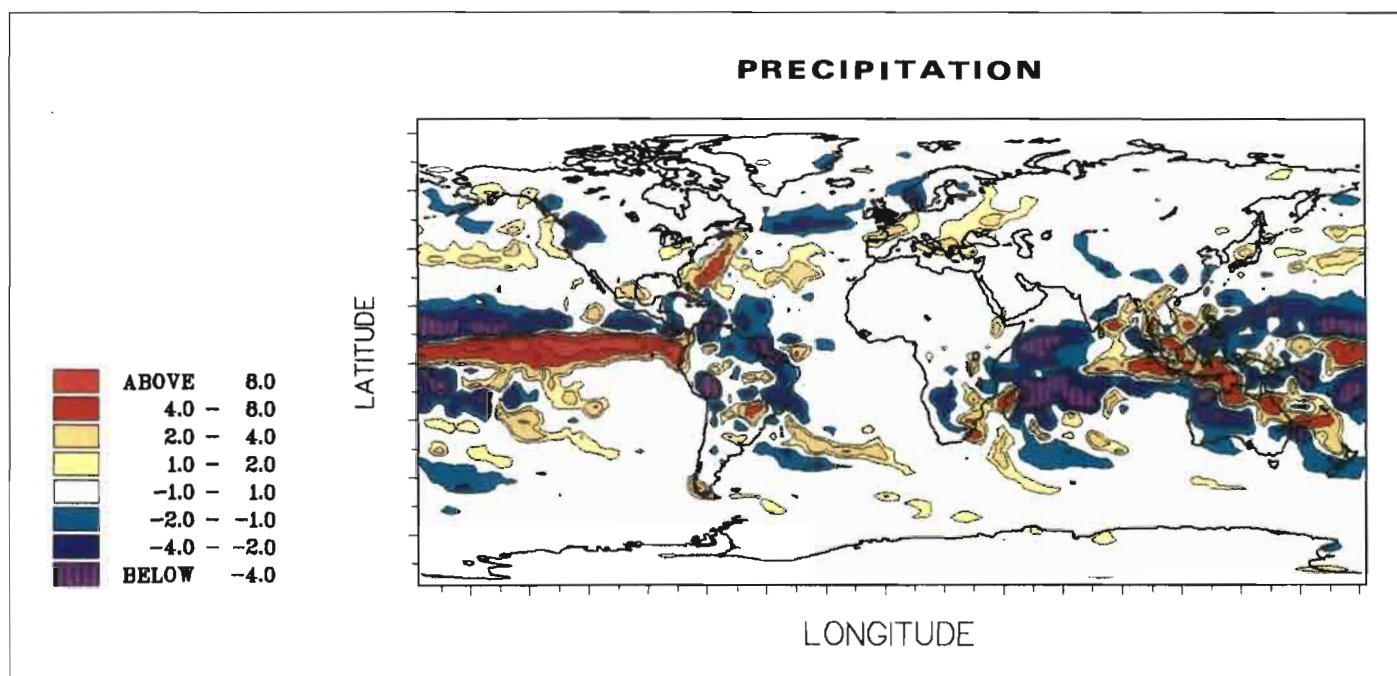 PRECIPITATION
LATITUDE
ABOVE 8.0
4.0 - 8.0
2.0 - 4.0
1.0 - 2.0
-1.0 - 1.0
-2.0 - -1.0
-4.0 - -2.0
BELOW -4.0
LONGITUDE